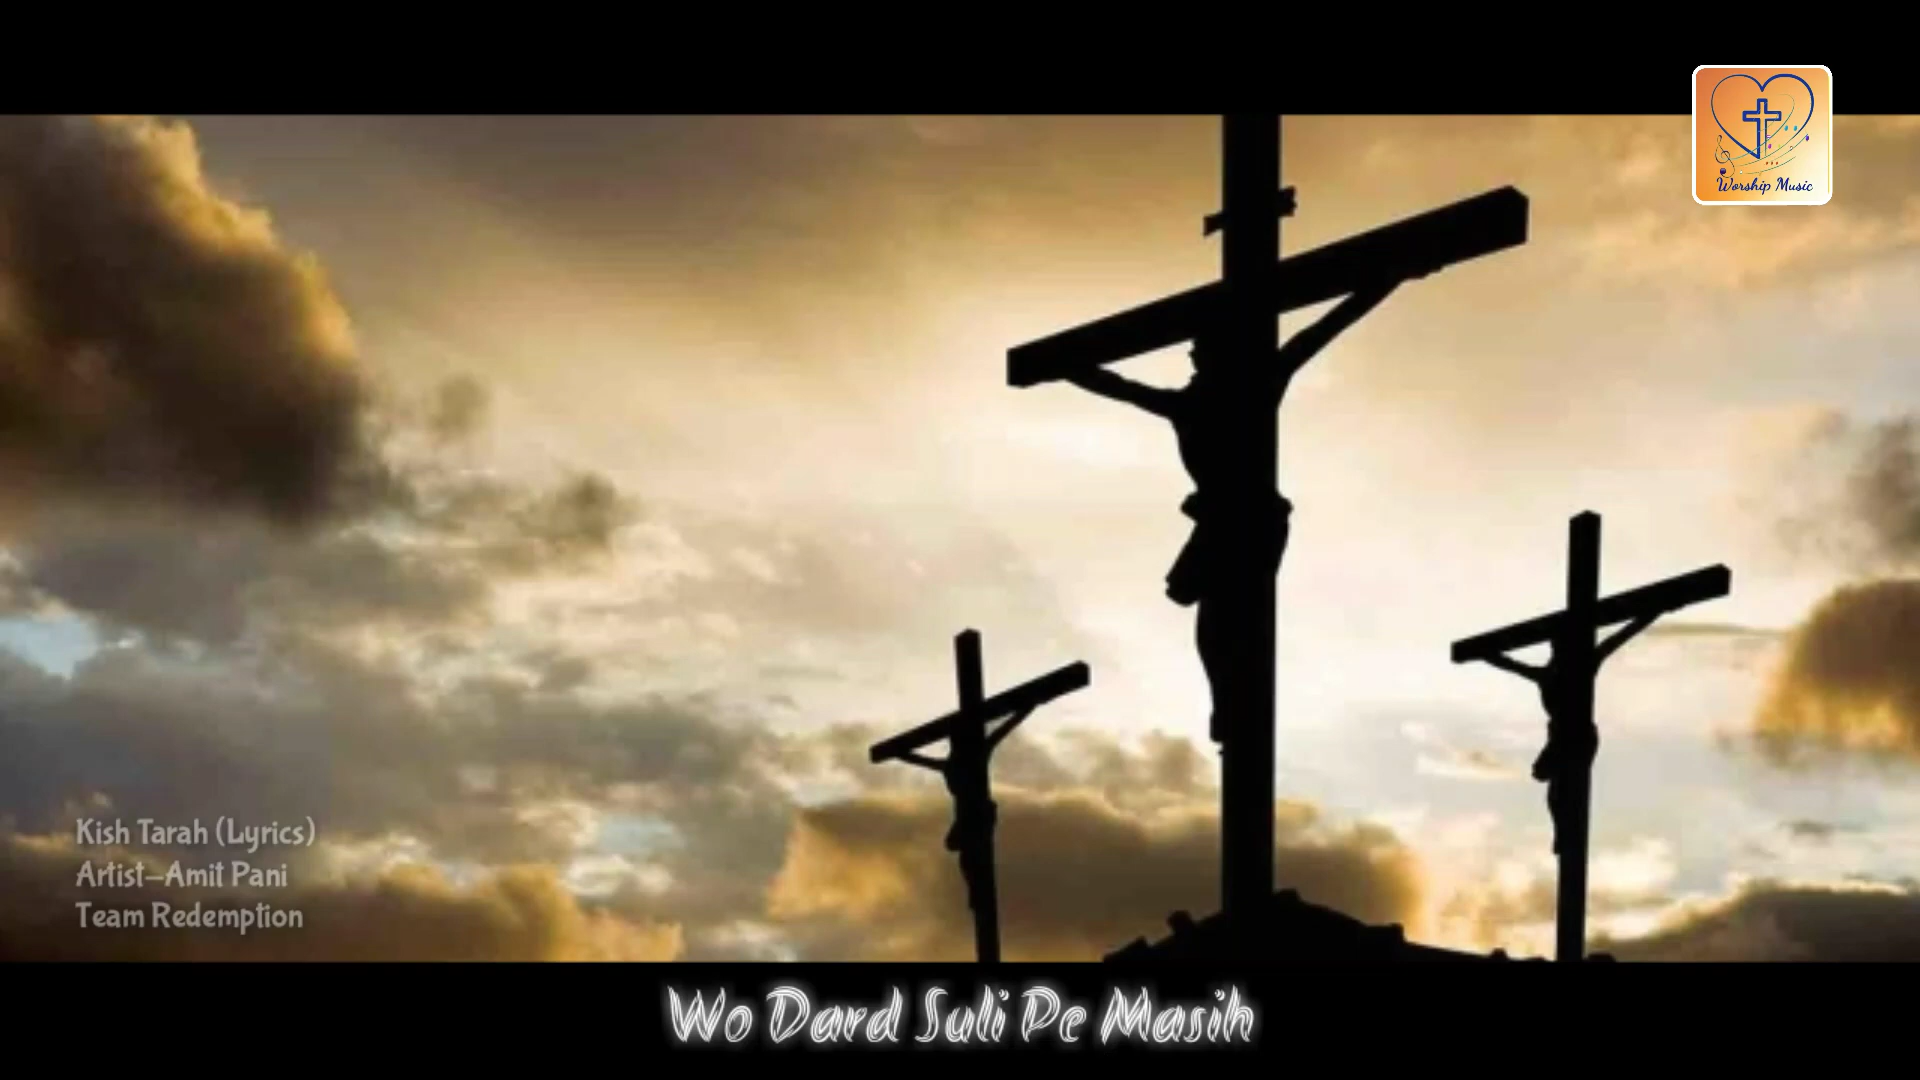 Worship Music
Kish Tarah (Lyrics)
Artist-Amit Pani
Team Redemption
Wo Dard Suli Pe Masih